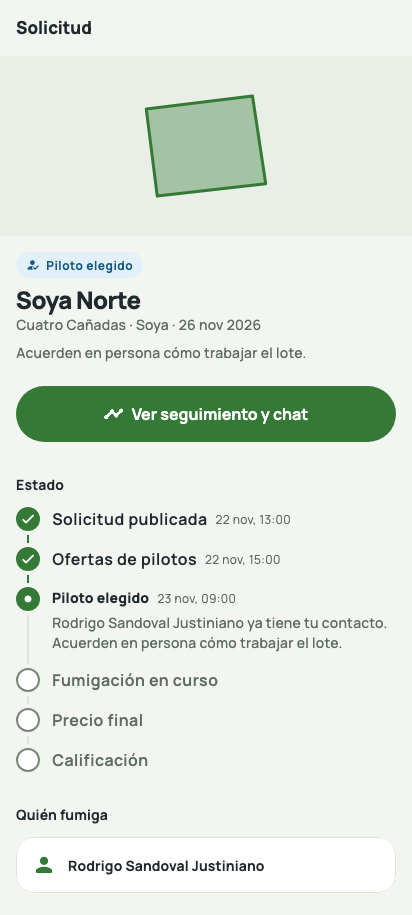 Solicitud
Piloto elegido
Soya Norte
Cuatro Cañadas · Soya · 26 nov 2026
Acuerden en persona cómo trabajar el lote.
Ver seguimiento y chat
Estado
Solicitud publicada 22 nov, 13:00
Ofertas de pilotos 22 nov, 15:00
Piloto elegido 23 nov, 09:00
Rodrigo Sandoval Justiniano ya tiene tu contacto.
Acuerden en persona cómo trabajar el lote.
Fumigación en curso
Precio final
Calificación
Quién fumiga
Rodrigo Sandoval Justiniano